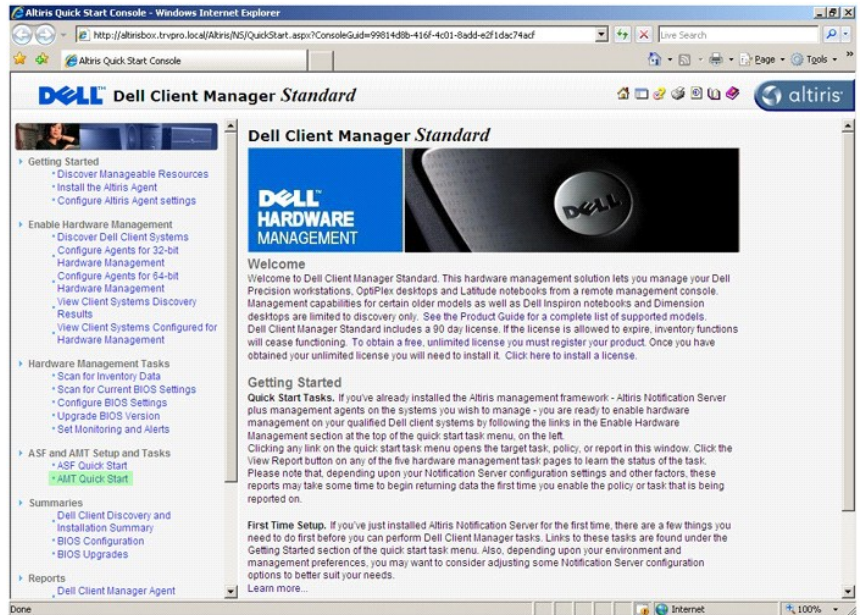 Altiris Quick Start Console - Windows Internet Explorer
http://altirisbox.trvpro.local/Altiris/NS/QuickStart.aspx?ConsoleGuid=99814d8b-416f-4c01-8add-e2f1dac74acf
Live Search
Altiris Quick Start Console
Page
Tools
DELL™ Dell Client Manager Standard
altiris
Getting Started
Discover Manageable Resources
Install the Altiris Agent
Configure Altiris Agent settings
Enable Hardware Management
Discover Dell Client Systems
Configure Agents for 32-bit
Hardware Management
Configure Agents for 64-bit
Hardware Management
View Client Systems Discovery
Results
View Client Systems Configured for
Hardware Management
Hardware Management Tasks
Scan for Inventory Data
Scan for Current BIOS Settings
Configure BIOS Settings
Upgrade BIOS Version
Set Monitoring and Alerts
ASF and AMT Setup and Tasks
ASF Quick Start
AMT Quick Start
Summaries
Dell Client Discovery and
Installation Summary
BIOS Configuration
BIOS Upgrades
Reports
Dell Client Manager Agent
Dell Client Manager Standard
DELL™
HARDWARE
MANAGEMENT
DELL
Welcome
Welcome to Dell Client Manager Standard. This hardware management solution lets you manage your Dell
Precision workstations, OptiPlex desktops and Latitude notebooks from a remote management console.
Management capabilities for certain older models as well as Dell Inspiron notebooks and Dimension
desktops are limited to discovery only. See the Product Guide for a complete list of supported models.
Dell Client Manager Standard includes a 90 day license. If the license is allowed to expire, inventory functions
will cease functioning. To obtain a free, unlimited license you must register your product. Once you have
obtained your unlimited license you will need to install it. Click here to install a license.
Getting Started
Quick Start Tasks. If you've already installed the Altiris management framework - Altiris Notification Server
plus management agents on the systems you wish to manage - you are ready to enable hardware
management on your qualified Dell client systems by following the links in the Enable Hardware
Management section at the top of the quick start task menu, on the left.
Clicking any link on the quick start task menu opens the target task, policy, or report in this window. Click the
View Report button on any of the five hardware management task pages to learn the status of the task.
Please note that, depending upon your Notification Server configuration settings and other factors, these
reports may take some time to begin returning data the first time you enable the policy or task that is being
reported on.
First Time Setup. If you've just installed Altiris Notification Server for the first time, there are a few things you
need to do first before you can perform Dell Client Manager tasks. Links to these tasks are found under the
Getting Started section of the quick start task menu. Also, depending upon your environment and
management preferences, you may want to consider adjusting some Notification Server configuration
options to better suit your needs.
Learn more...
Done
Internet
100%